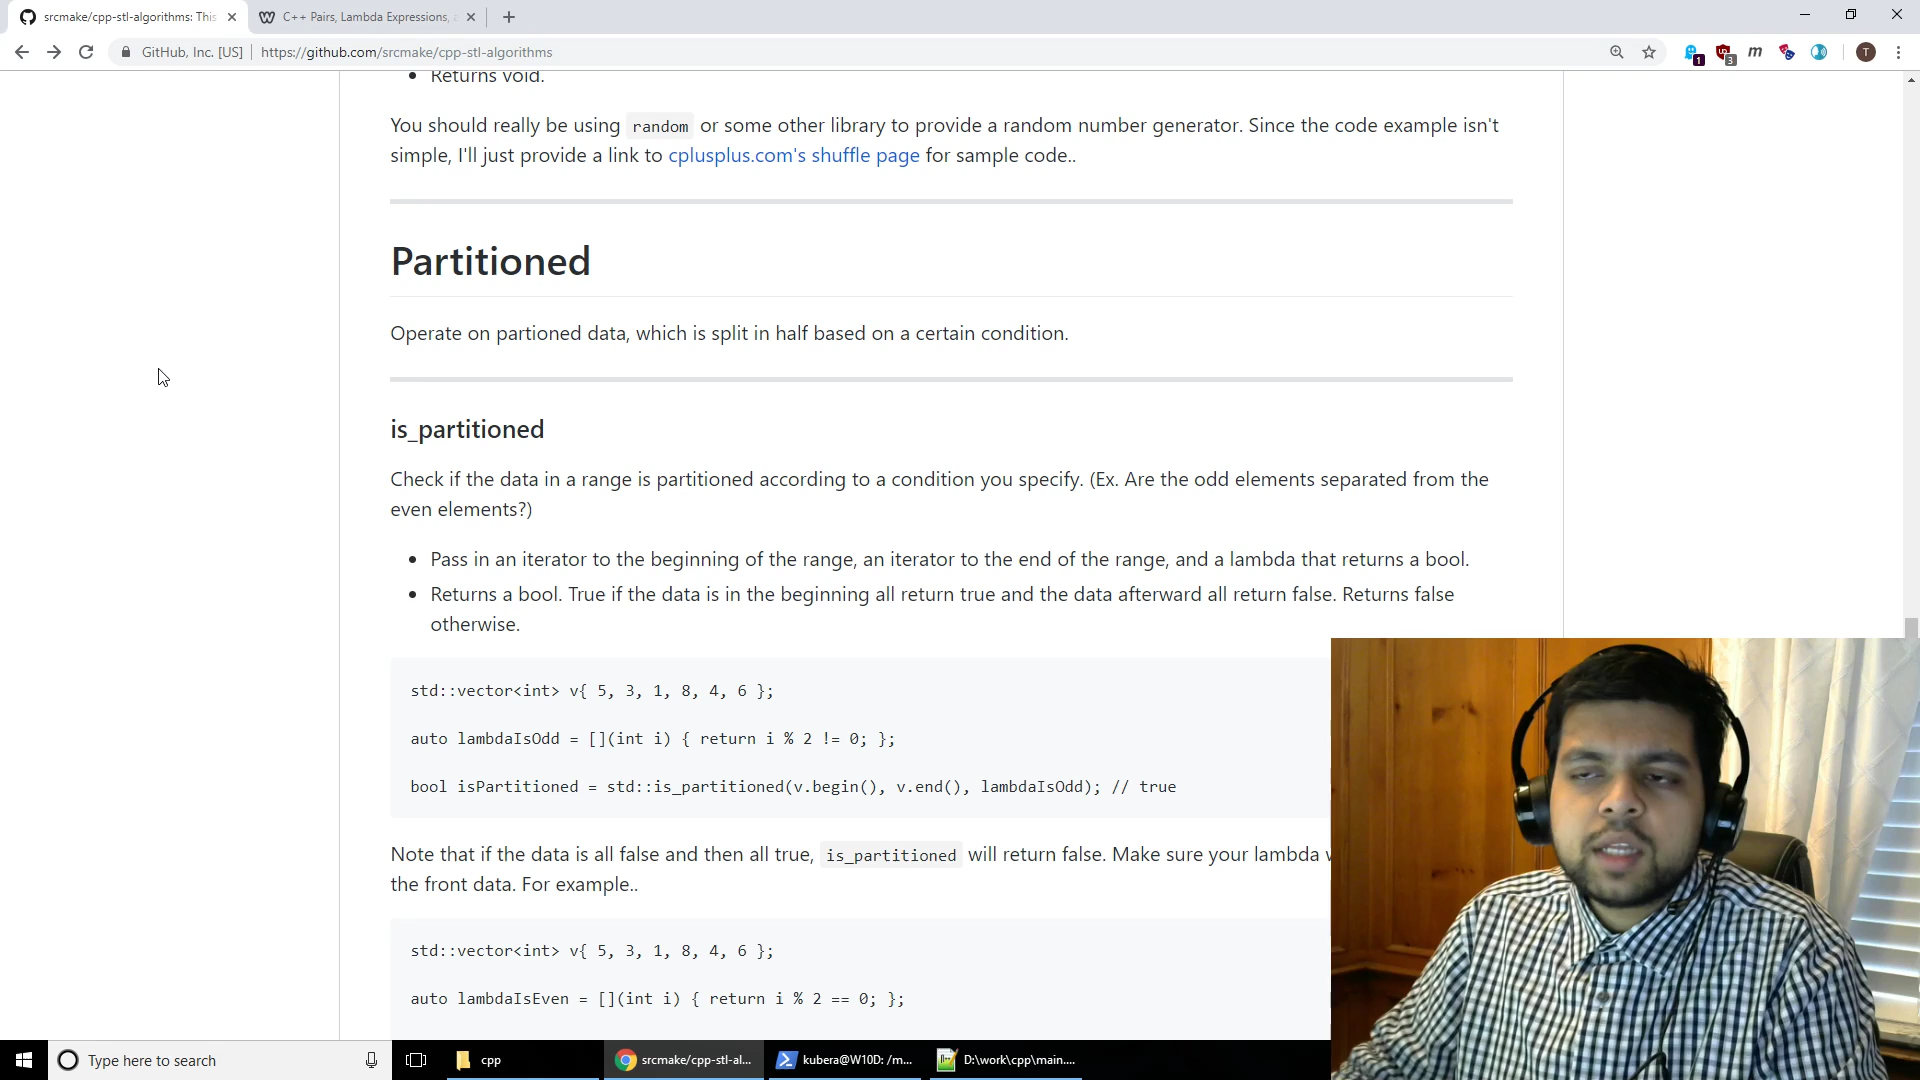 srcmake/cpp-stl-algorithms: This
C++ Pairs, Lambda Expressions,
GitHub, Inc. [US]
https://github.com/srcmake/cpp-stl-algorithms
1
3
m
T
Returns void.
You should really be using random or some other library to provide a random number generator. Since the code example isn't
simple, I'll just provide a link to cplusplus.com's shuffle page for sample code..
Partitioned
Operate on partioned data, which is split in half based on a certain condition.
is_partitioned
Check if the data in a range is partitioned according to a condition you specify. (Ex. Are the odd elements separated from the
even elements?)
Pass in an iterator to the beginning of the range, an iterator to the end of the range, and a lambda that returns a bool.
Returns a bool. True if the data is in the beginning all return true and the data afterward all return false. Returns false
otherwise.
std::vector<int> v{ 5, 3, 1, 8, 4, 6 };
auto lambdaIsOdd = [](int i) { return i % 2 != 0; };
bool isPartitioned = std::is_partitioned(v.begin(), v.end(), lambdaIsOdd); // true
Note that if the data is all false and then all true, is_partitioned will return false. Make sure your lambda
the front data. For example..
std::vector<int> v{ 5, 3, 1, 8, 4, 6 };
auto lambdaIsEven = [](int i) { return i % 2 == 0; };
Type here to search
cpp
srcmake/cpp-stl-al...
kubera@W10D: /m...
D:\work\cpp\main....